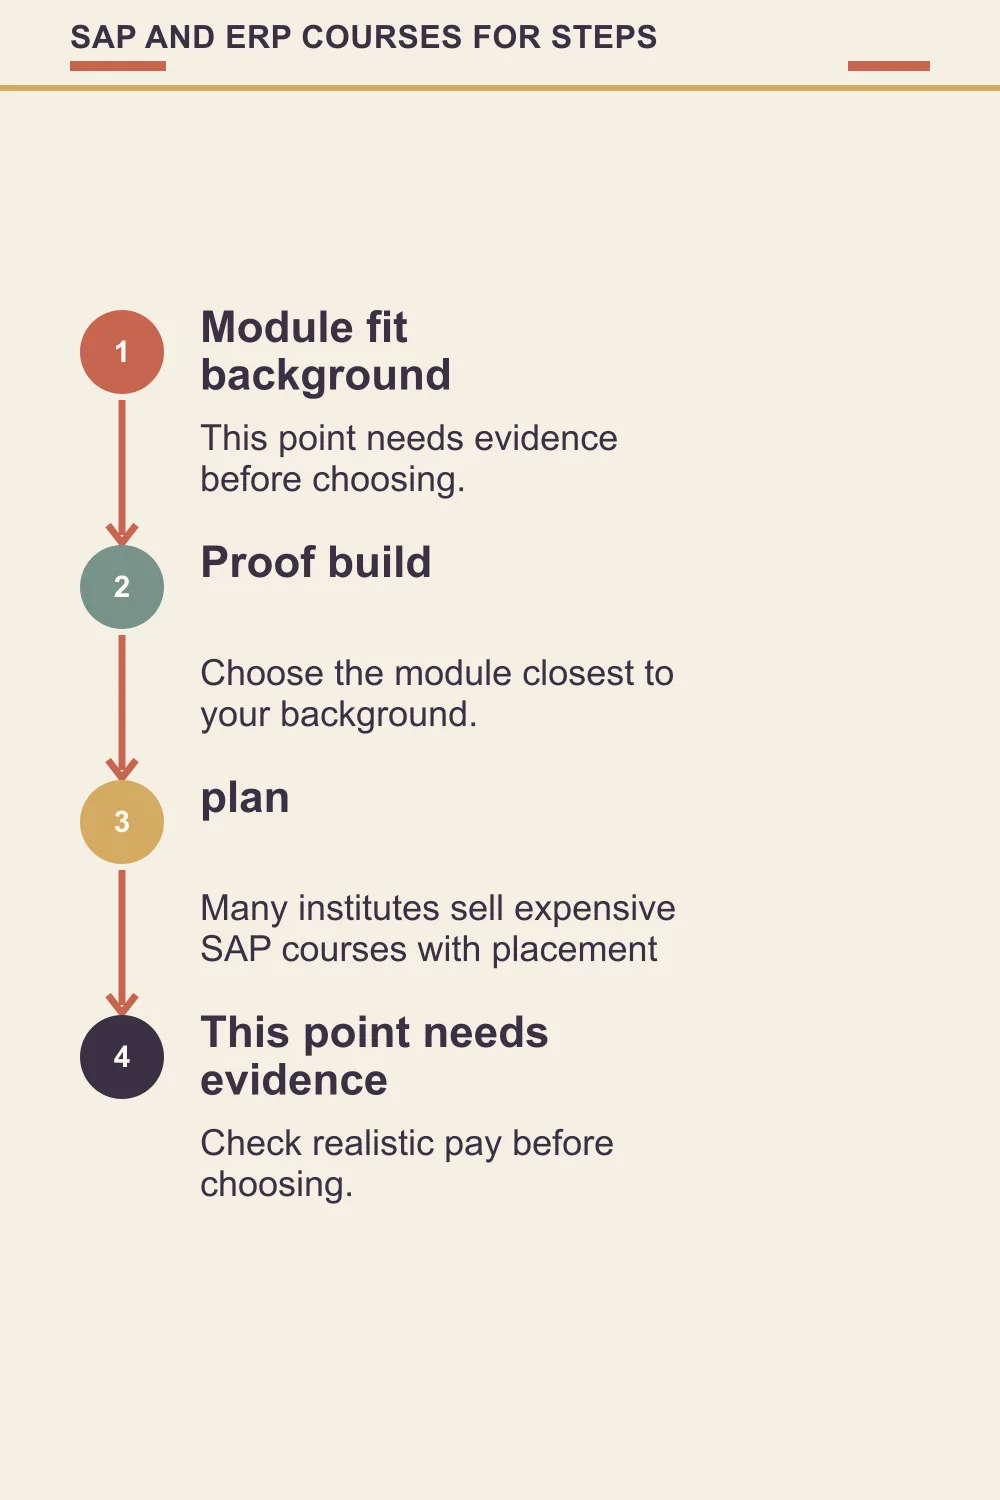 SAP AND ERP COURSES FOR STEPS
1
Module fit
background
This point needs evidence
before choosing.
2
Proof build
Choose the module closest to
your background.
3
plan
Many institutes sell expensive
SAP courses with placement
4
This point needs
evidence
Check realistic pay before
choosing.